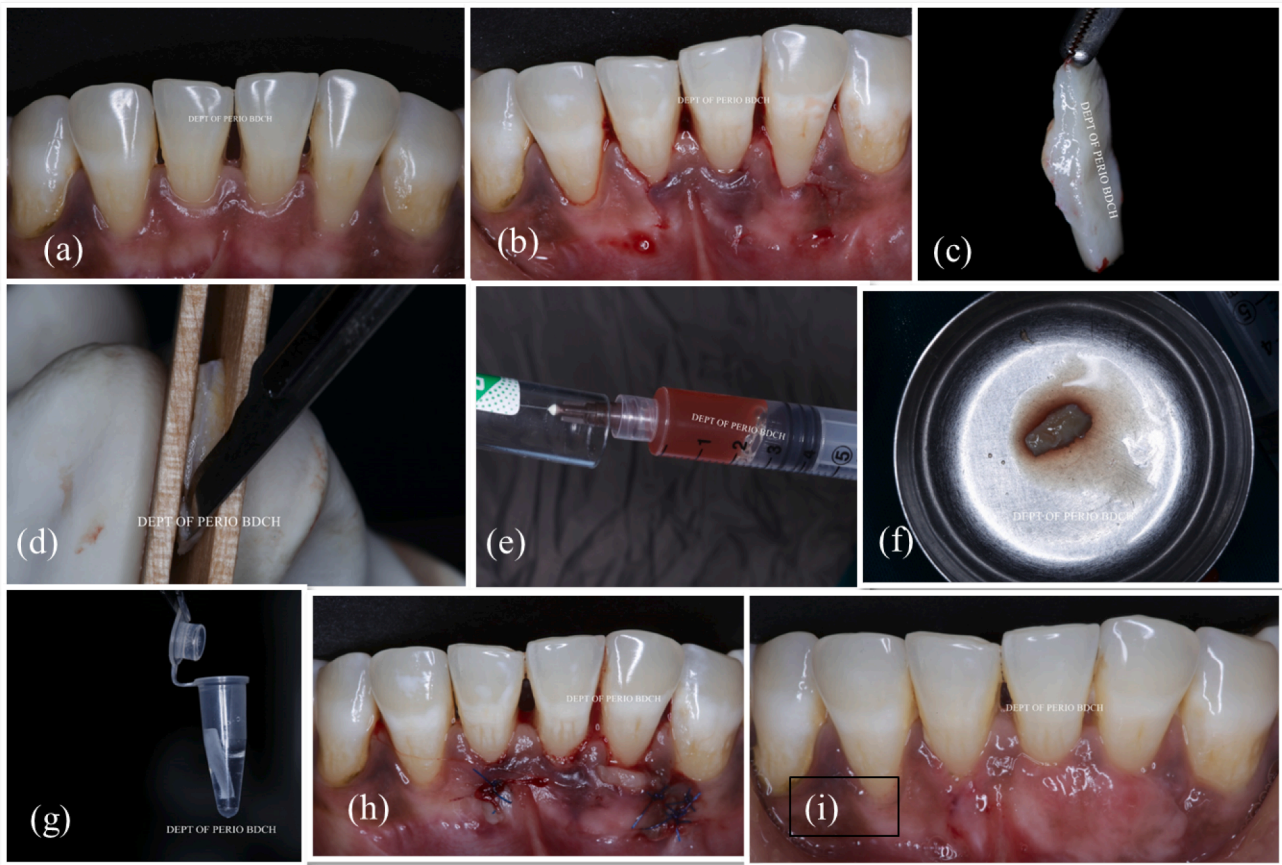 DEPT OF PERIO BDCH
(a)
DEPT OF PERIO BDCH
(b)
DEPT OF PERIO BDCH
(c)
DEPT OF PERIO BDCH
(d)
DEPT OF PERIO BDCH
1
2
3
4
5
(e)
5
4
DEPT OF PERIO BDCH
(f)
DEPT OF PERIO BDCH
(g)
DEPT OF PERIO BDCH
(h)
DEPT OF PERIO BDCH
(i)